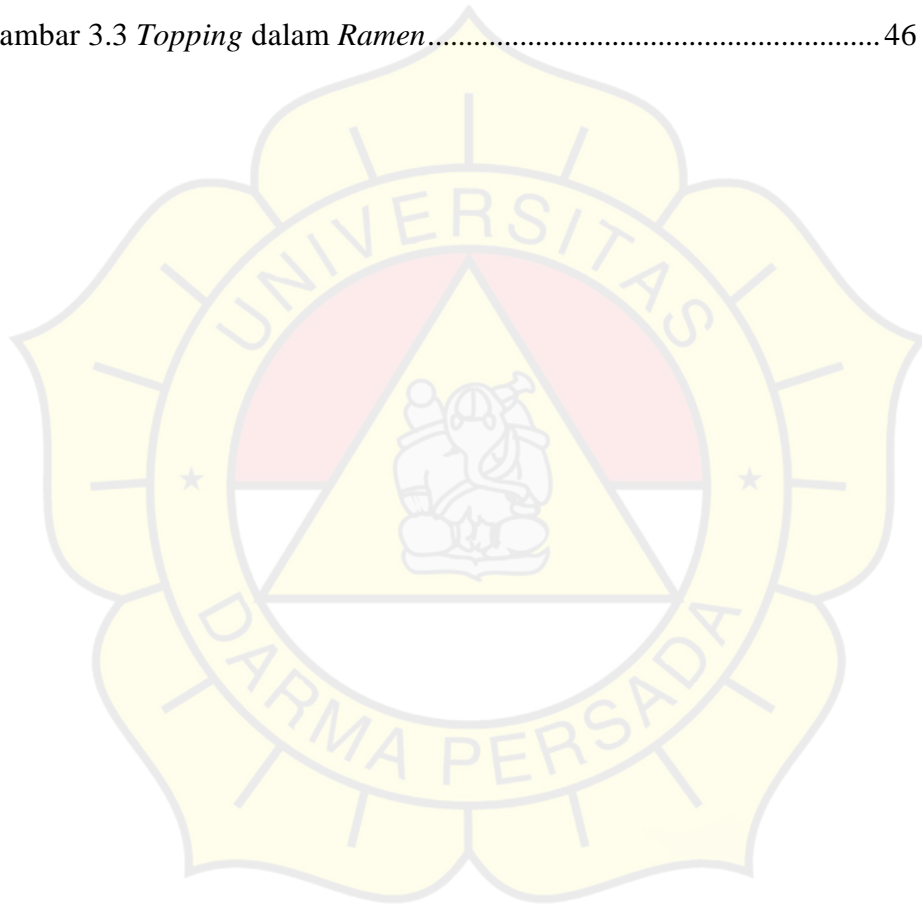 ambar 3.3 Topping dalam Ramen............................................................ 46
UNIVERSITAS
DARMA PERSADA